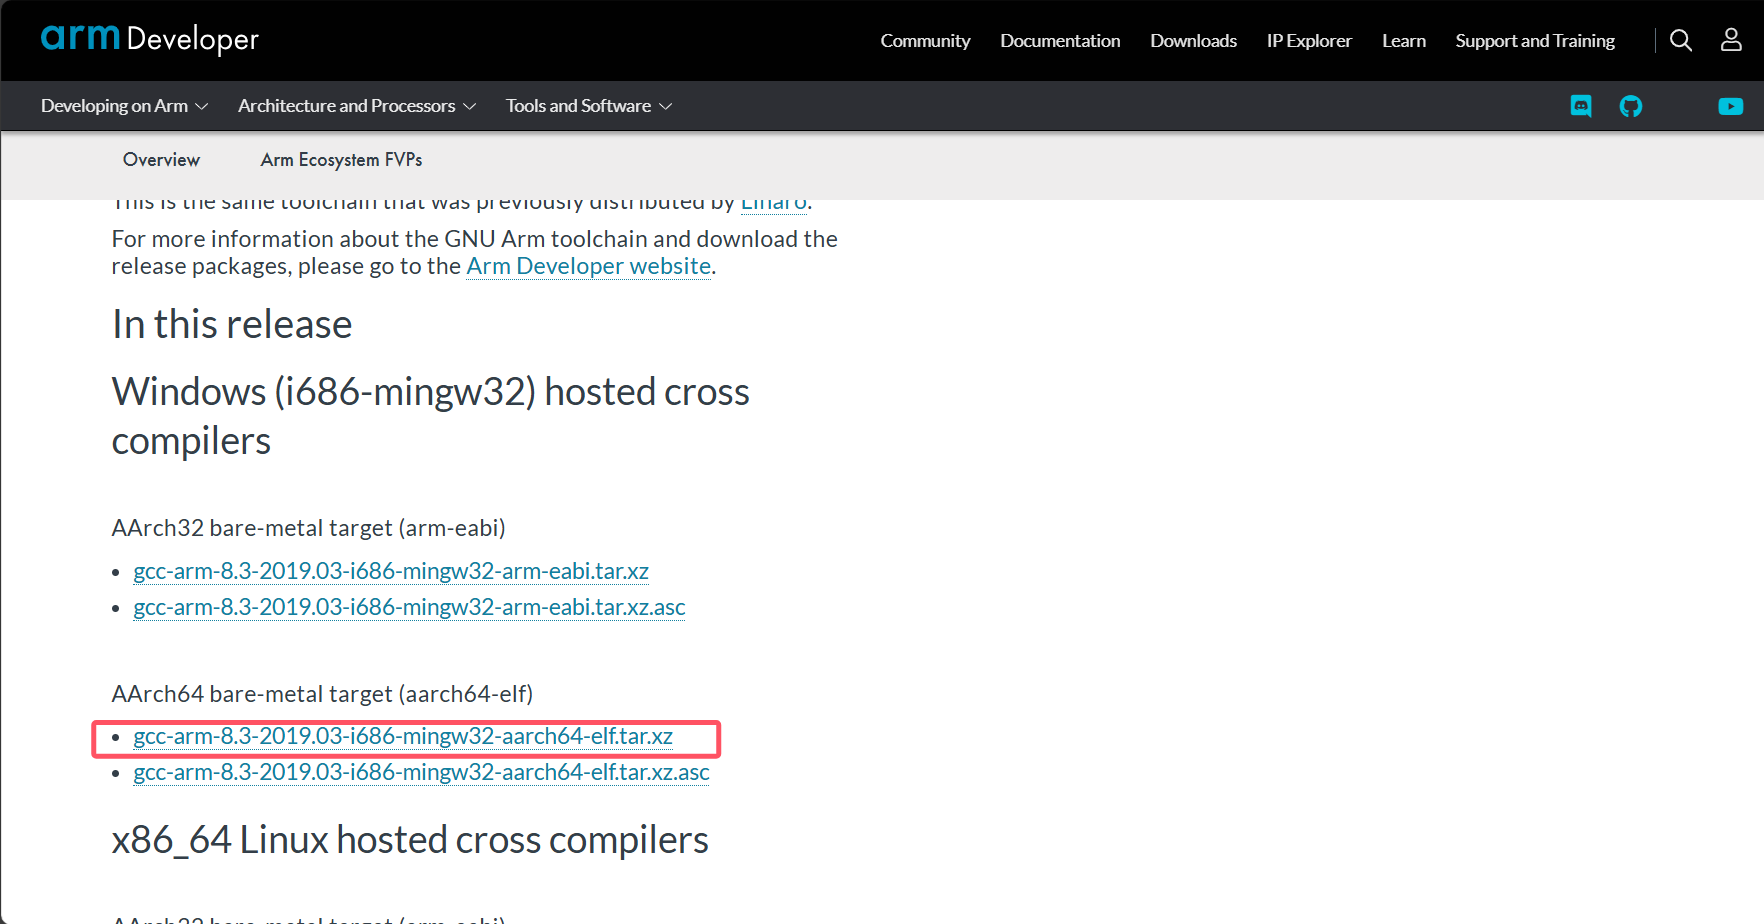 arm Developer
Community Documentation Downloads IP Explorer Learn Support and Training
Developing on Arm Architecture and Processors Tools and Software
Overview Arm Ecosystem FVPs
This is the same toolchain that was previously distributed by Linaro.
For more information about the GNU Arm toolchain and download the
release packages, please go to the Arm Developer website.
In this release
Windows (i686-mingw32) hosted cross
compilers
AArch32 bare-metal target (arm-eabi)
• gcc-arm-8.3-2019.03-i686-mingw32-arm-eabi.tar.xz
• gcc-arm-8.3-2019.03-i686-mingw32-arm-eabi.tar.xz.asc
AArch64 bare-metal target (aarch64-elf)
• gcc-arm-8.3-2019.03-i686-mingw32-aarch64-elf.tar.xz
• gcc-arm-8.3-2019.03-i686-mingw32-aarch64-elf.tar.xz.asc
x86_64 Linux hosted cross compilers
AArch32 bare-metal target (arm-eabi)